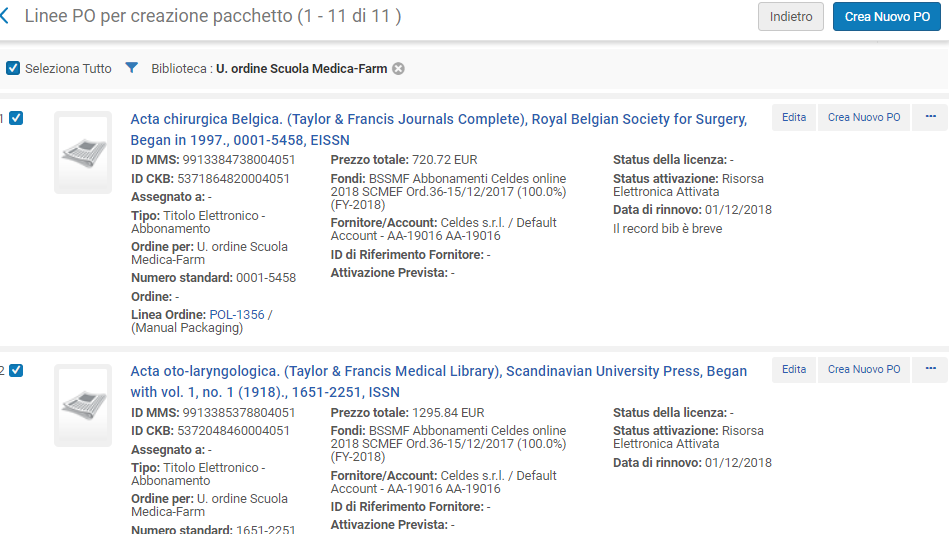 Linee PO per creazione pacchetto (1 - 11 di 11 )
Indietro
Crea Nuovo PO
Seleziona Tutto
Biblioteca : U. ordine Scuola Medica-Farm
1
Acta chirurgica Belgica. (Taylor & Francis Journals Complete), Royal Belgian Society for Surgery,
Began in 1997., 0001-5458, EISSN
Edita
Crea Nuovo PO
ID MMS: 9913384738004051
ID CKB: 5371864820004051
Assegnato a: -
Tipo: Titolo Elettronico -
Abbonamento
Ordine per: U. ordine Scuola
Medica-Farm
Numero standard: 0001-5458
Ordine: -
Linea Ordine: POL-1356 /
(Manual Packaging)
Prezzo totale: 720.72 EUR
Fondi: BSSMF Abbonamenti Celdes online
2018 SCMEF Ord.36-15/12/2017 (100.0%)
(FY-2018)
Fornitore/Account: Celdes s.r.l. / Default
Account - AA-19016 AA-19016
ID di Riferimento Fornitore: -
Attivazione Prevista: -
Status della licenza: -
Status attivazione: Risorsa
Elettronica Attivata
Data di rinnovo: 01/12/2018
Il record bib è breve
2
Acta oto-laryngologica. (Taylor & Francis Medical Library), Scandinavian University Press, Began
with vol. 1, no. 1 (1918)., 1651-2251, ISSN
Edita
Crea Nuovo PO
ID MMS: 9913385378804051
ID CKB: 5372048460004051
Assegnato a: -
Tipo: Titolo Elettronico -
Abbonamento
Ordine per: U. ordine Scuola
Medica-Farm
Numero standard: 1651-2251
Prezzo totale: 1295.84 EUR
Fondi: BSSMF Abbonamenti Celdes online
2018 SCMEF Ord.36-15/12/2017 (100.0%)
(FY-2018)
Fornitore/Account: Celdes s.r.l. / Default
Account - AA-19016 AA-19016
ID di Riferimento Fornitore: -
Attivazione Prevista: -
Status della licenza: -
Status attivazione: Risorsa
Elettronica Attivata
Data di rinnovo: 01/12/2018